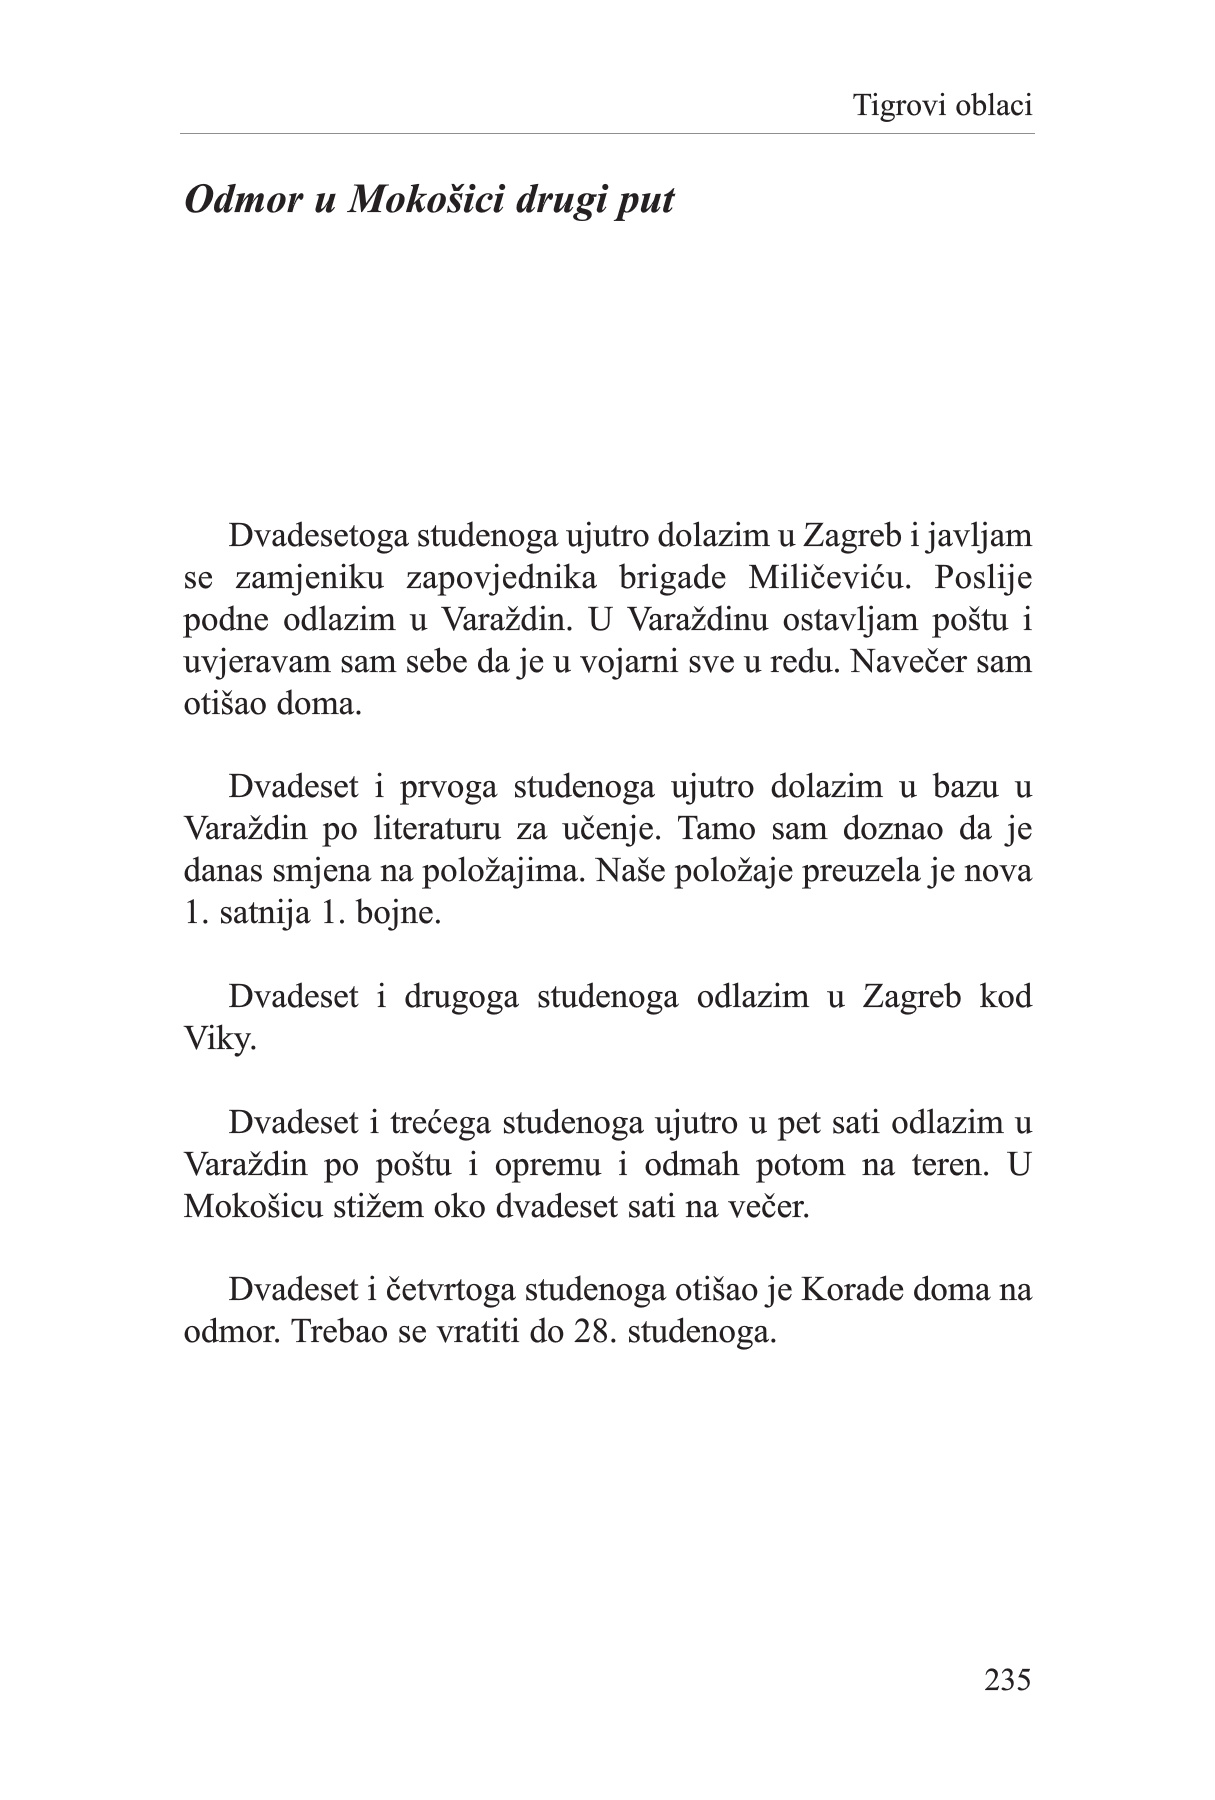 Tigrovi oblaci
Odmor u Mokošici drugi put
Dvadesetoga studenoga ujutro dolazim u Zagreb i javljam
se zamjeniku zapovjednika brigade Miličeviću. Poslije
podne odlazim u Varaždin. U Varaždinu ostavljam poštu i
uvjeravam sam sebe da je u vojarni sve u redu. Navečer sam
otišao doma.
Dvadeset i prvoga studenoga ujutro dolazim u bazu u
Varaždin po literaturu za učenje. Tamo sam doznao da je
danas smjena na položajima. Naše položaje preuzela je nova
1. satnija 1. bojne.
Dvadeset i drugoga studenoga odlazim u Zagreb kod
Viky.
Dvadeset i trećega studenoga ujutro u pet sati odlazim u
Varaždin po poštu i opremu i odmah potom na teren. U
Mokošicu stižem oko dvadeset sati na večer.
Dvadeset i četvrtoga studenoga otišao je Korade doma na
odmor. Trebao se vratiti do 28. studenoga.
235